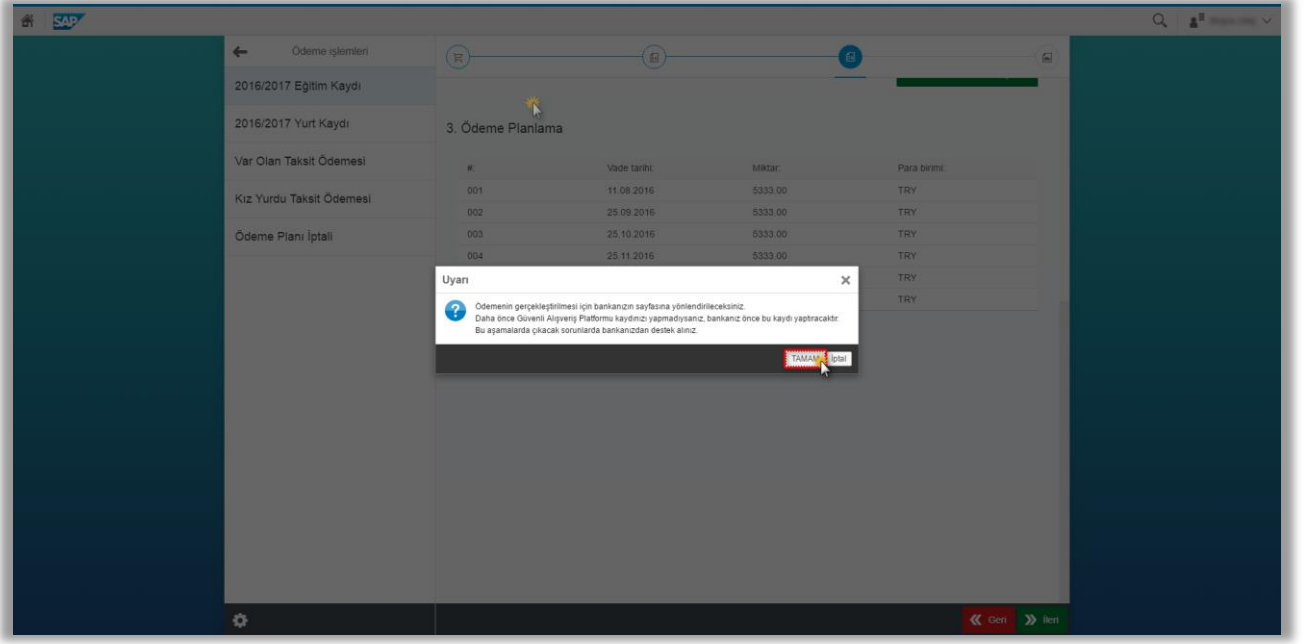 SAP
Ödeme işlemleri
2016/2017 Eğitim Kaydı
2016/2017 Yurt Kaydı
Var Olan Taksit Ödemesi
Kız Yurdu Taksit Ödemesi
Ödeme Planı İptali
3. Ödeme Planlama
#: Vade tarihi: Miktar: Para birimi:
001 11.08.2016 5333.00 TRY
002 25.09.2016 5333.00 TRY
003 25.10.2016 5333.00 TRY
004 25.11.2016 5333.00 TRY
TRY
TRY
Uyarı
Ödemenin gerçekleştirilmesi için bankanızın sayfasına yönlendirileceksiniz.
Daha önce Güvenli Alışveriş Platformu kaydınızı yapmadıysanız, bankanız önce bu kaydı yaptıracaktır.
Bu aşamalarda çıkacak sorunlarda bankanızdan destek alınız.
TAMAM İptal
Geri İleri